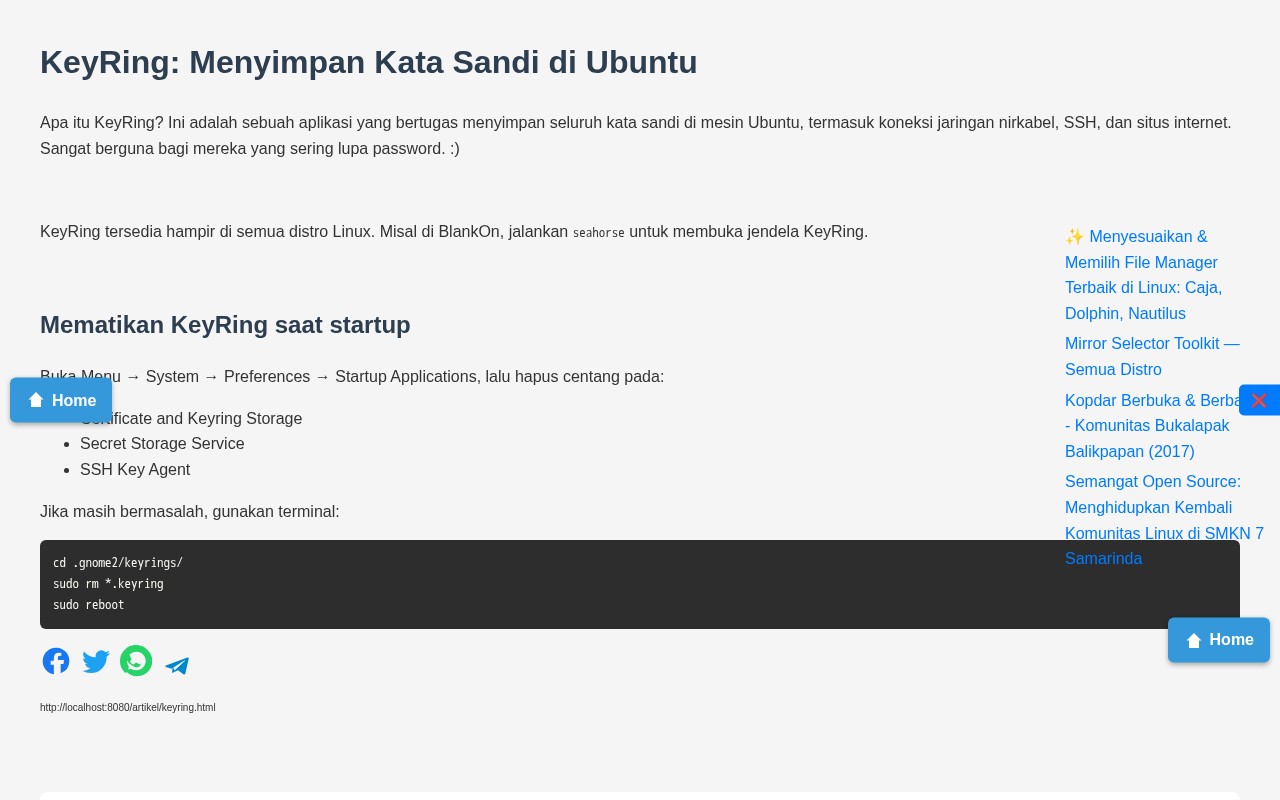 KeyRing: Menyimpan Kata Sandi di Ubuntu
Apa itu KeyRing? Ini adalah sebuah aplikasi yang bertugas menyimpan seluruh kata sandi di mesin Ubuntu, termasuk koneksi jaringan nirkabel, SSH, dan situs internet.
Sangat berguna bagi mereka yang sering lupa password. :)
KeyRing tersedia hampir di semua distro Linux. Misal di BlankOn, jalankan seahorse untuk membuka jendela KeyRing.
Mematikan KeyRing saat startup
Buka Menu → System → Preferences → Startup Applications, lalu hapus centang pada:
Certificate and Keyring Storage
Secret Storage Service
SSH Key Agent
Jika masih bermasalah, gunakan terminal:
cd .gnome2/keyrings/
sudo rm *.keyring
sudo reboot
http://localhost:8080/artikel/keyring.html
Home
✨ Menyesuaikan &
Memilih File Manager
Terbaik di Linux: Caja,
Dolphin, Nautilus
Mirror Selector Toolkit —
Semua Distro
Kopdar Berbuka &
- Komunitas Bukalapak
Balikpapan (2017)
Semangat Open Source:
Menghidupkan Kembali
Komunitas Linux di SMKN 7
Samarinda
Home